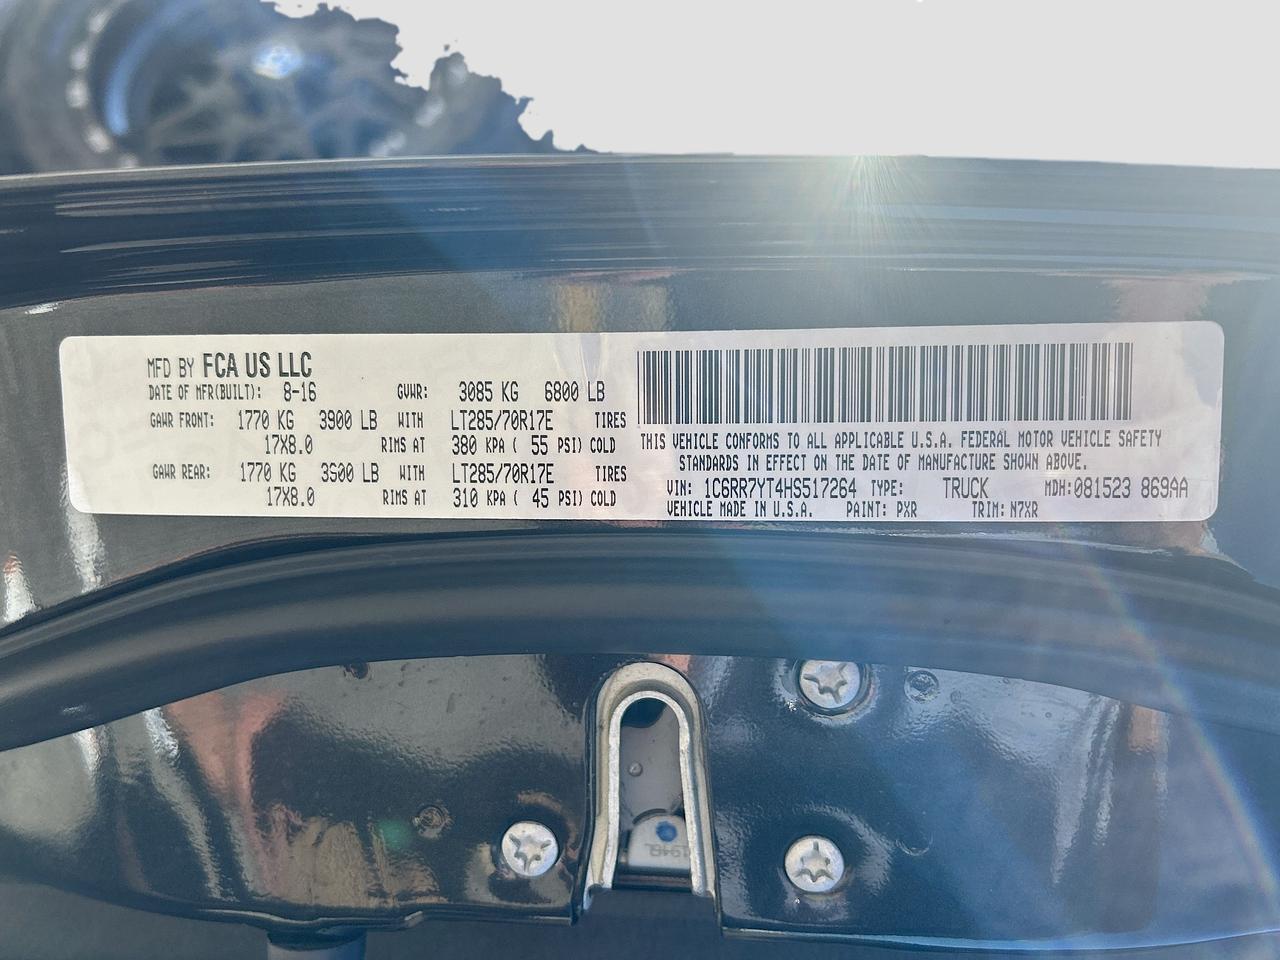 MFD BY FCA US LLC
DATE OF MFR(BUILT): 8-16 GVWR: 3085 KG 6800 LB
GAWR FRONT: 1770 KG 3900 LB WITH LT285/70R17E TIRES
17X8.0 RIMS AT 380 KPA ( 55 PSI) COLD
GAWR REAR: 1770 KG 3900 LB WITH LT285/70R17E TIRES
17X8.0 RIMS AT 310 KPA ( 45 PSI) COLD
THIS VEHICLE CONFORMS TO ALL APPLICABLE U.S.A. FEDERAL MOTOR VEHICLE SAFETY
STANDARDS IN EFFECT ON THE DATE OF MANUFACTURE SHOWN ABOVE.
VIN: 1C6RR7YT4HS517264 TYPE: TRUCK MDH:081523 869AA
VEHICLE MADE IN U.S.A. PAINT: PXR TRIM: N7XR